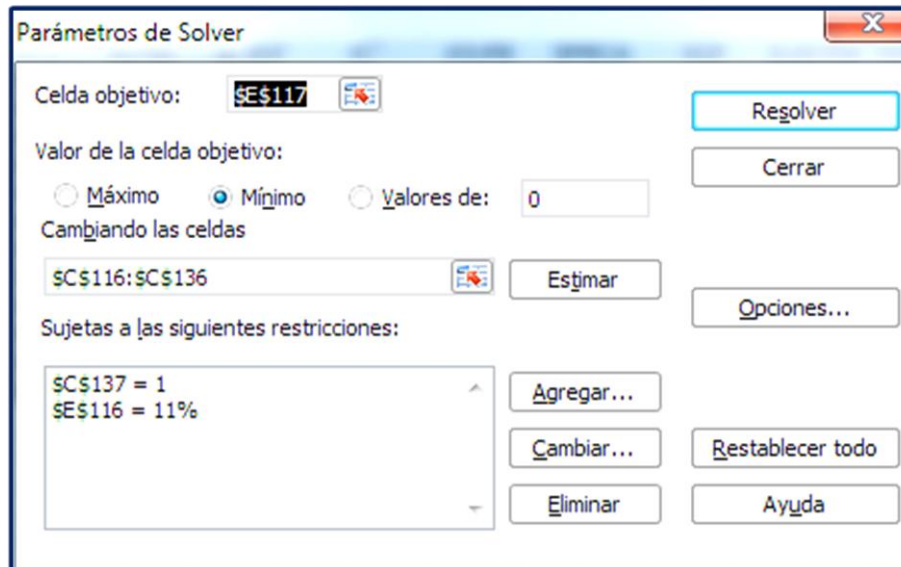 Parámetros de Solver
Celda objetivo: $E$117
Resolver
Valor de la celda objetivo:
Cerrar
Máximo Mínimo Valores de: 0
Cambiando las celdas
$C$116:$C$136
Estimar
Opciones...
Sujetas a las siguientes restricciones:
$C$137 = 1
$E$116 = 11%
Agregar...
Cambiar...
Restablecer todo
Eliminar
Ayuda